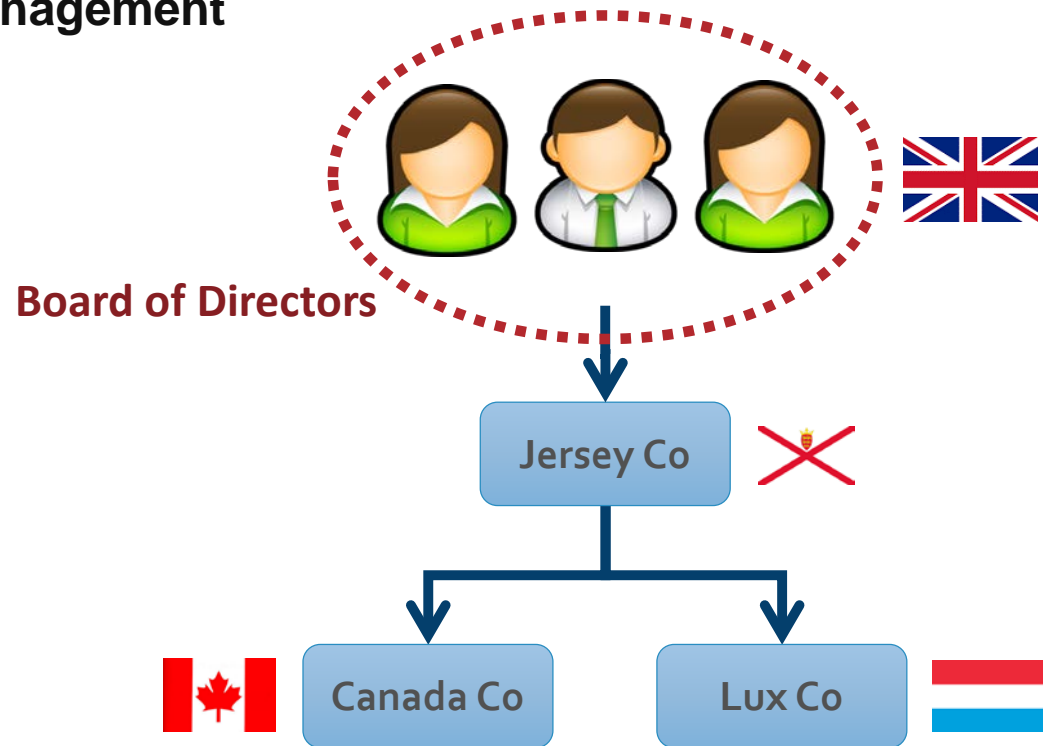 nagement
Board of Directors
Jersey Co
Canada Co
Lux Co